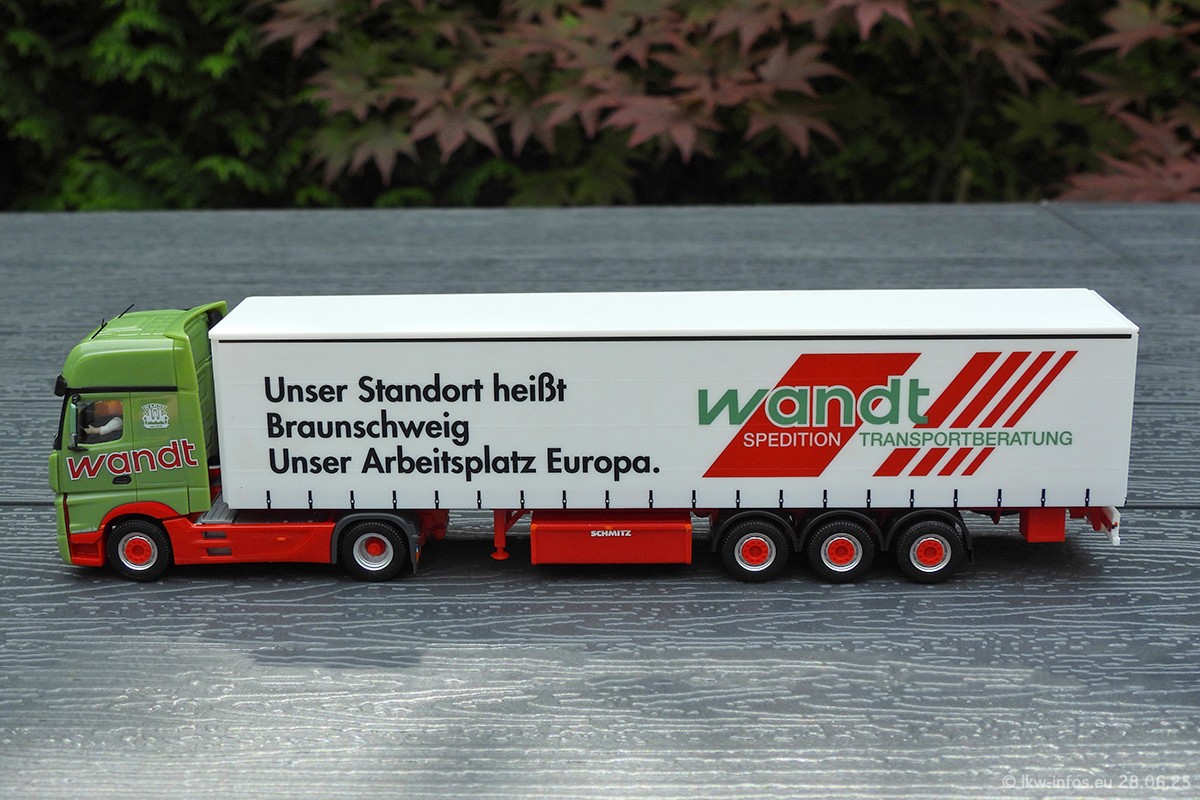 Unser Standort heißt
Braunschweig
Unser Arbeitsplatz Europa.
wandt
SPEDITION TRANSPORTBERATUNG
wandt
SCHMITZ
© lkw-infos.eu 28.06.25